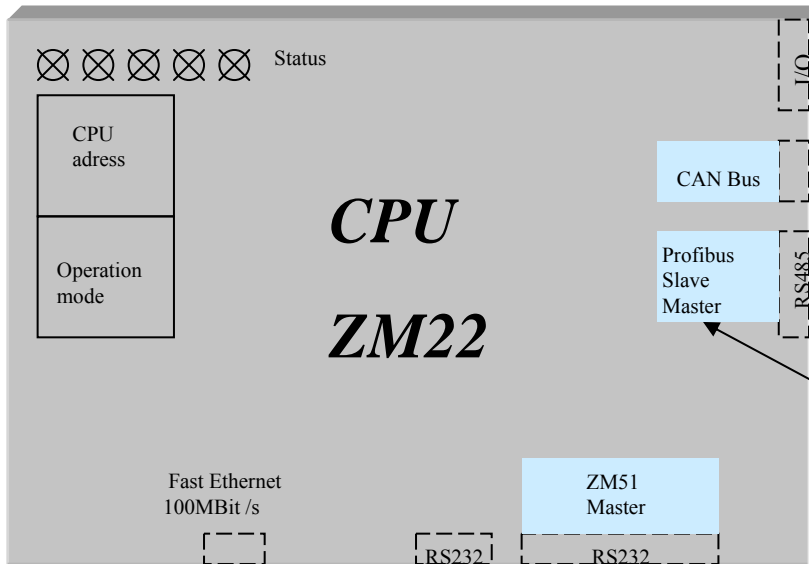 Status
I/O
CPU
adress
CAN Bus
CPU
ZM22
Operation
mode
Profibus
Slave
Master
RS485
Fast Ethernet
100MBit /s
ZM51
Master
RS232
RS232